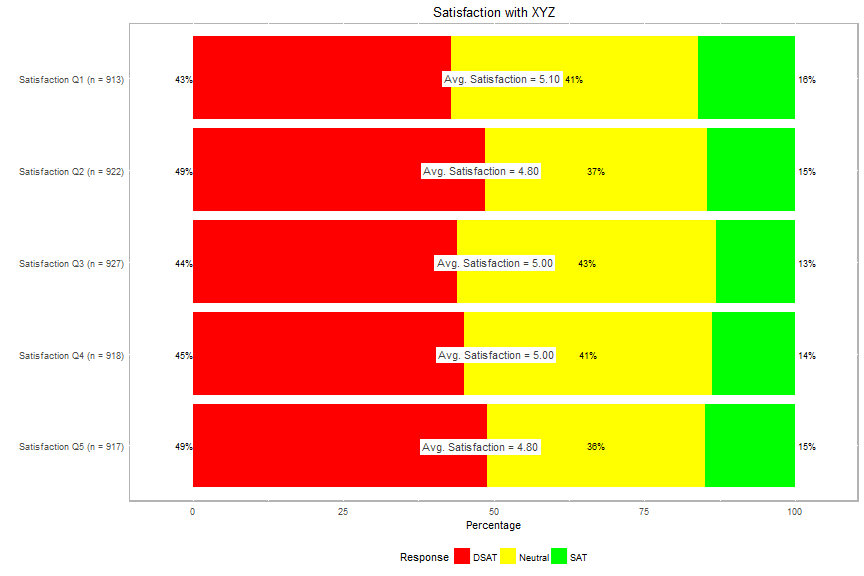 Satisfaction with XYZ
Satisfaction Q1 (n = 913) 43% Avg. Satisfaction = 5.10 41% 16%
Satisfaction Q2 (n = 922) 49% Avg. Satisfaction = 4.80 37% 15%
Satisfaction Q3 (n = 927) 44% Avg. Satisfaction = 5.00 43% 13%
Satisfaction Q4 (n = 918) 45% Avg. Satisfaction = 5.00 41% 14%
Satisfaction Q5 (n = 917) 49% Avg. Satisfaction = 4.80 36% 15%
0 25 50 75 100
Percentage
Response DSAT Neutral SAT